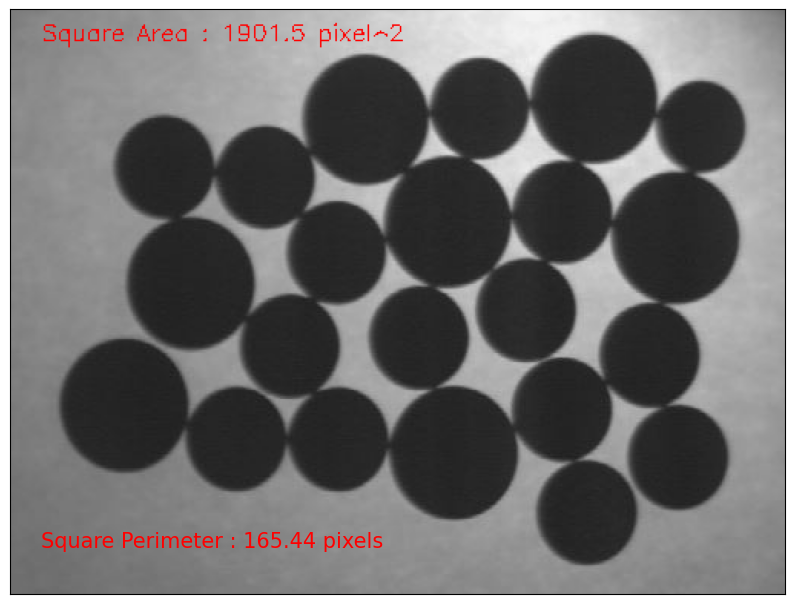 Square Area : 1901.5 pixel^2
Square Perimeter : 165.44 pixels